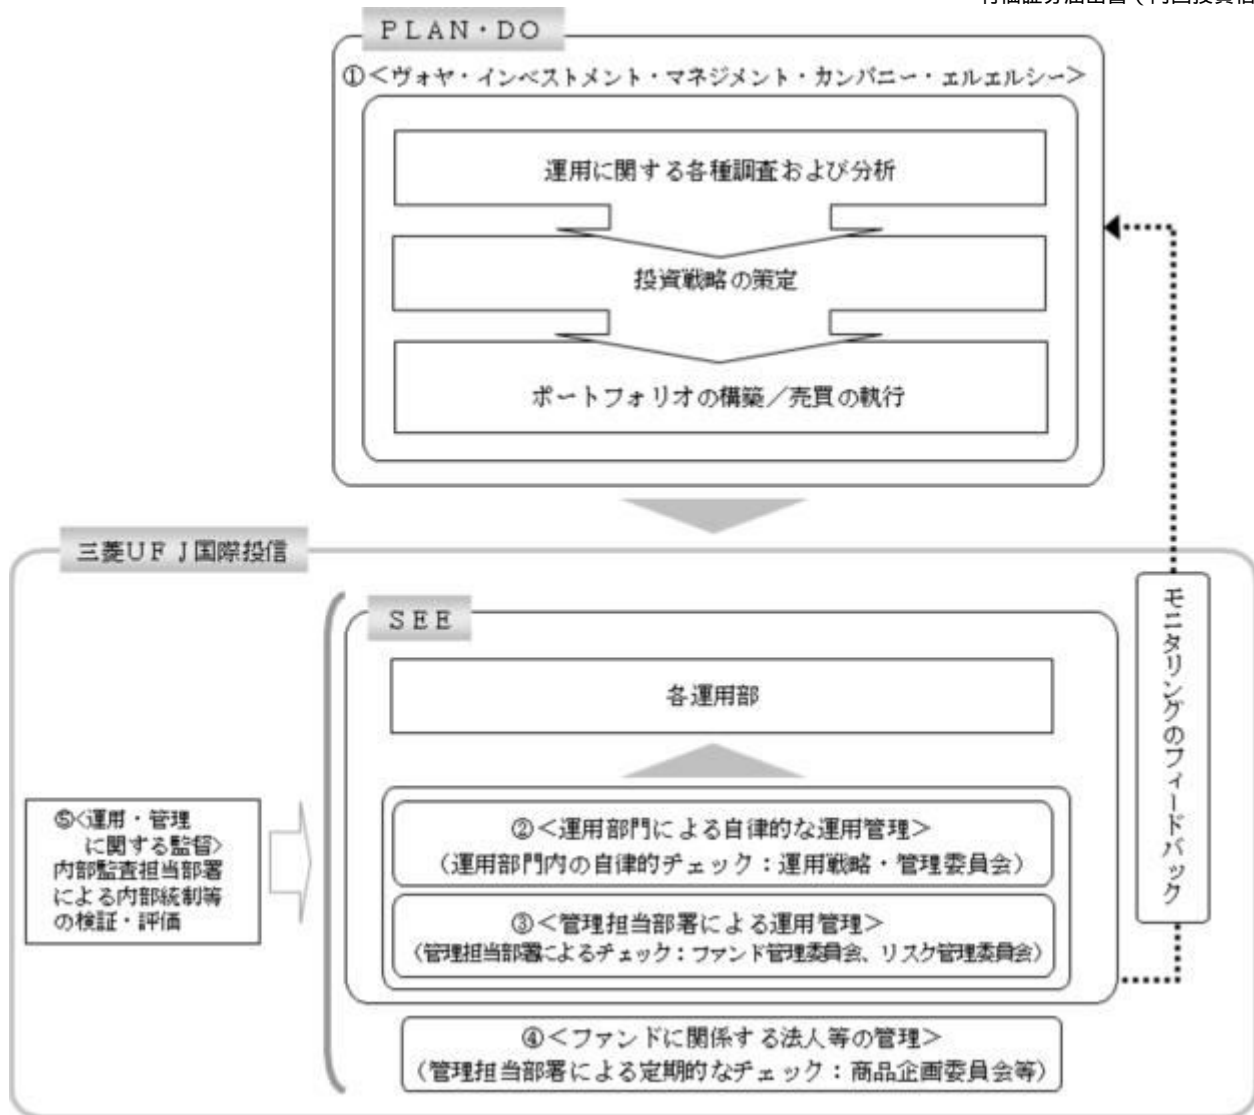 ＰＬＡＮ・ＤＯ
①＜ヴォヤ・インベストメント・マネジメント・カンパニー・エルエルシー＞
運用に関する各種調査および分析
投資戦略の策定
ポートフォリオの構築／売買の執行
三菱ＵＦＪ国際投信
ＳＥＥ
各運用部
②＜運用部門による自律的な運用管理＞
（運用部門内の自律的チェック：運用戦略・管理委員会）
③＜管理担当部署による運用管理＞
（管理担当部署によるチェック：ファンド管理委員会、リスク管理委員会）
④＜ファンドに関係する法人等の管理＞
（管理担当部署による定期的なチェック：商品企画委員会等）
⑤＜運用・管理
に関する監督＞
内部監査担当部署
による内部統制等
の検証・評価
モニタリングのフィードバック